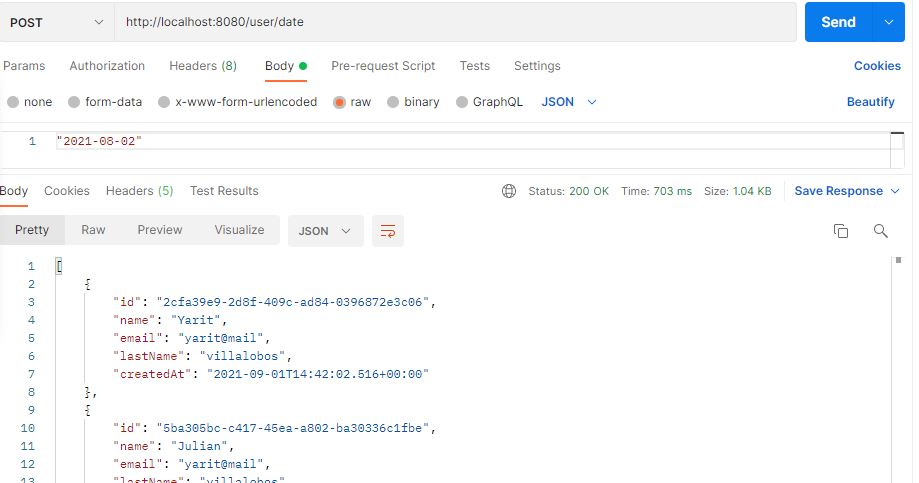 POST http://localhost:8080/user/date Send
Params Authorization Headers (8) Body Pre-request Script Tests Settings Cookies
none form-data x-www-form-urlencoded raw binary GraphQL JSON Beautify
1 "2021-08-02"
Body Cookies Headers (5) Test Results Status: 200 OK Time: 703 ms Size: 1.04 KB Save Response
Pretty Raw Preview Visualize JSON
1 [
2 {
3 "id": "2cfa39e9-2d8f-409c-ad84-0396872e3c06",
4 "name": "Yarit",
5 "email": "yarit@mail",
6 "lastName": "villalobos",
7 "createdAt": "2021-09-01T14:42:02.516+00:00"
8 },
9 {
10 "id": "5ba305bc-c417-45ea-a802-ba30336c1fbe",
11 "name": "Julian",
12 "email": "yarit@mail",
13 "lastName": "villalobos"